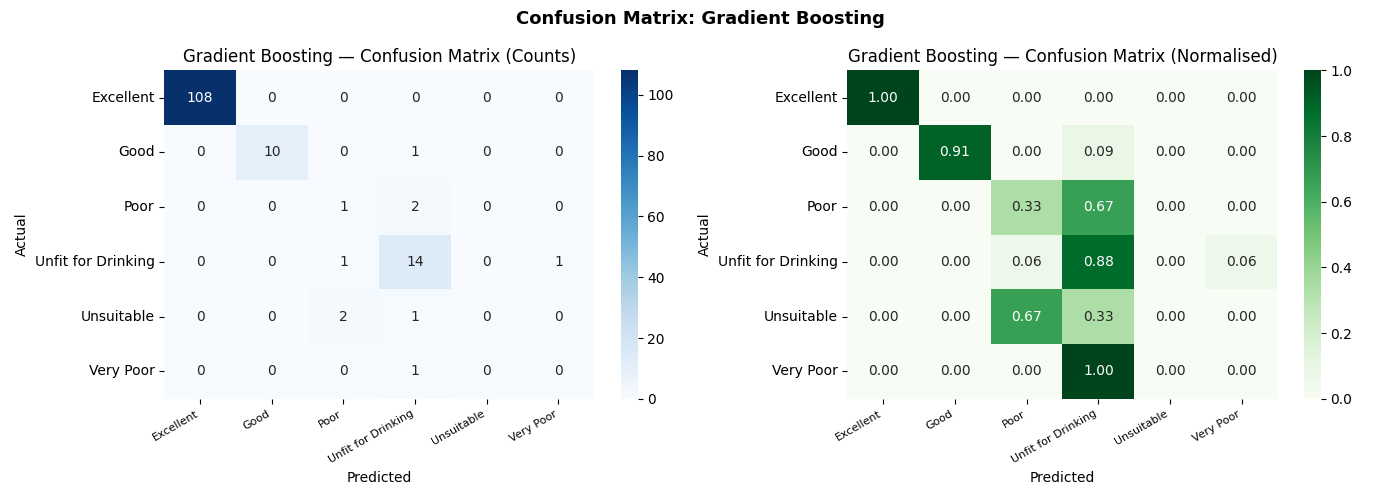 Confusion Matrix: Gradient Boosting
Gradient Boosting — Confusion Matrix (Counts)
Actual
Excellent 108 0 0 0 0 0
Good 0 10 0 1 0 0
Poor 0 0 1 2 0 0
Unfit for Drinking 0 0 1 14 0 1
Unsuitable 0 0 2 1 0 0
Very Poor 0 0 0 1 0 0
Excellent Good Poor Unfit for Drinking Unsuitable Very Poor
Predicted
100
80
60
40
20
0
Gradient Boosting — Confusion Matrix (Normalised)
Actual
Excellent 1.00 0.00 0.00 0.00 0.00 0.00
Good 0.00 0.91 0.00 0.09 0.00 0.00
Poor 0.00 0.00 0.33 0.67 0.00 0.00
Unfit for Drinking 0.00 0.00 0.06 0.88 0.00 0.06
Unsuitable 0.00 0.00 0.67 0.33 0.00 0.00
Very Poor 0.00 0.00 0.00 1.00 0.00 0.00
Excellent Good Poor Unfit for Drinking Unsuitable Very Poor
Predicted
1.0
0.8
0.6
0.4
0.2
0.0